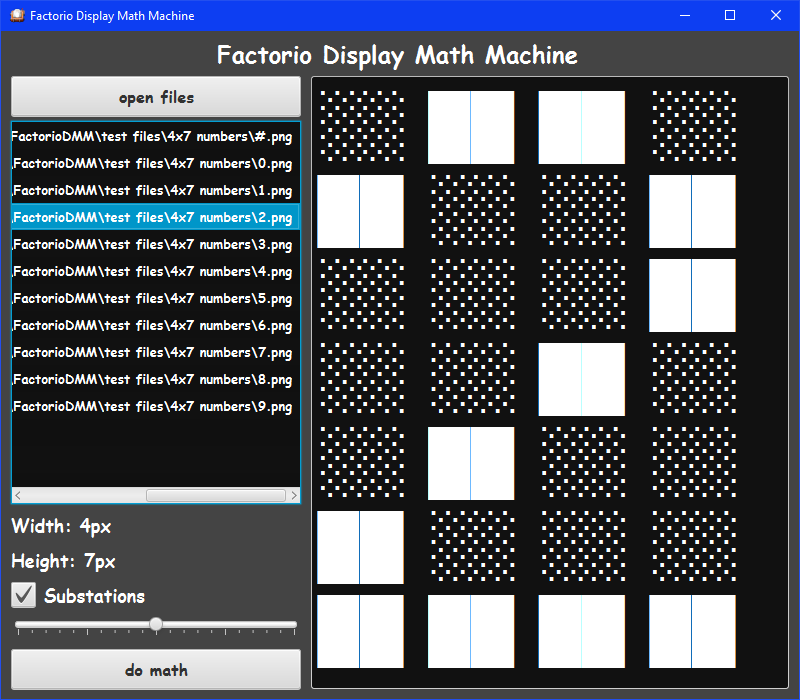 Factorio Display Math Machine
Factorio Display Math Machine
open files
FactorioDMM\test files\4x7 numbers\#.png
\FactorioDMM\test files\4x7 numbers\0.png
\FactorioDMM\test files\4x7 numbers\1.png
\FactorioDMM\test files\4x7 numbers\2.png
\FactorioDMM\test files\4x7 numbers\3.png
\FactorioDMM\test files\4x7 numbers\4.png
\FactorioDMM\test files\4x7 numbers\5.png
\FactorioDMM\test files\4x7 numbers\6.png
\FactorioDMM\test files\4x7 numbers\7.png
\FactorioDMM\test files\4x7 numbers\8.png
\FactorioDMM\test files\4x7 numbers\9.png
Width: 4px
Height: 7px
Substations
do math